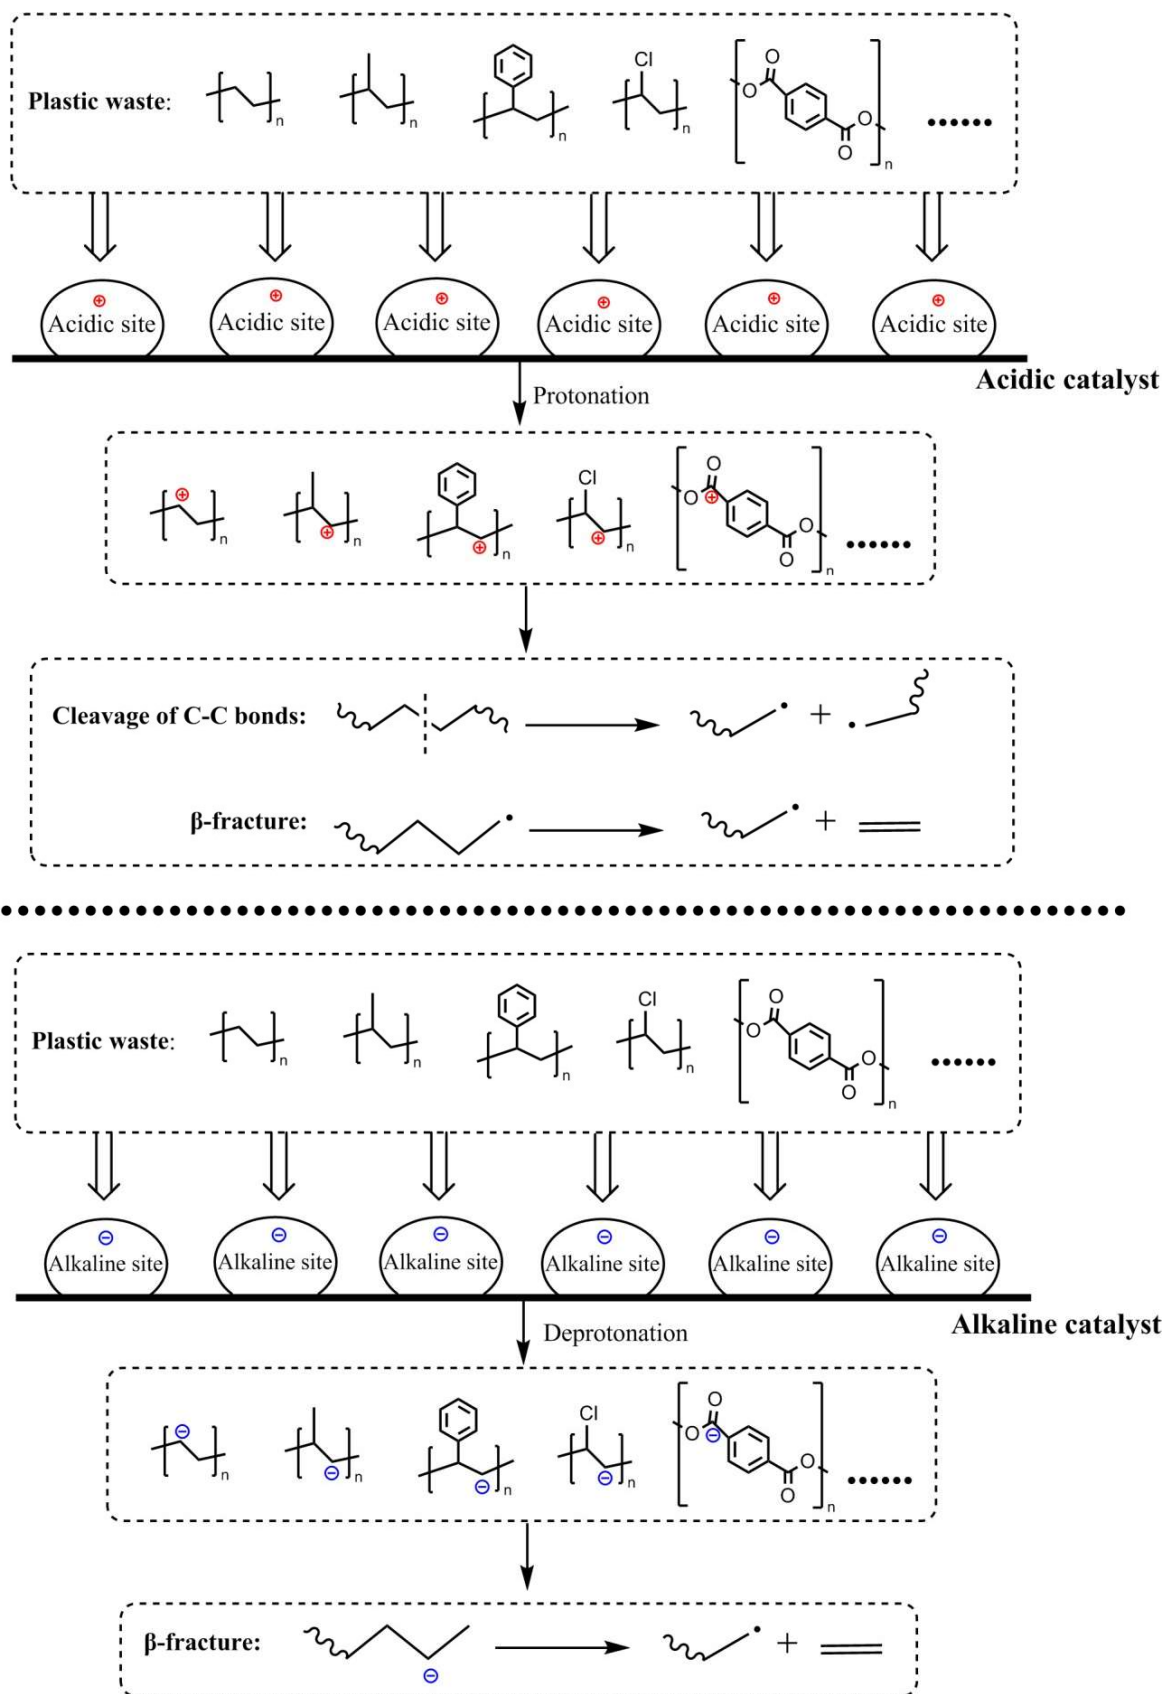 Plastic waste:
n
n
n
Cl
n
O
O
O
O
n
......
⊕ ⊕ ⊕ ⊕ ⊕ ⊕
Acidic site Acidic site Acidic site Acidic site Acidic site Acidic site
Acidic catalyst
Protonation
⊕
n
⊕
n
⊕
n
Cl
⊕
n
O
O
⊕
O
O
n
......
Cleavage of C-C bonds: +
β-fracture: +
Plastic waste:
n
n
n
Cl
n
O
O
O
O
n
......
⊖ ⊖ ⊖ ⊖ ⊖ ⊖
Alkaline site Alkaline site Alkaline site Alkaline site Alkaline site Alkaline site
Alkaline catalyst
Deprotonation
⊖
n
⊖
n
⊖
n
Cl
⊖
n
O
O
⊖
O
O
n
......
β-fracture: +
⊖